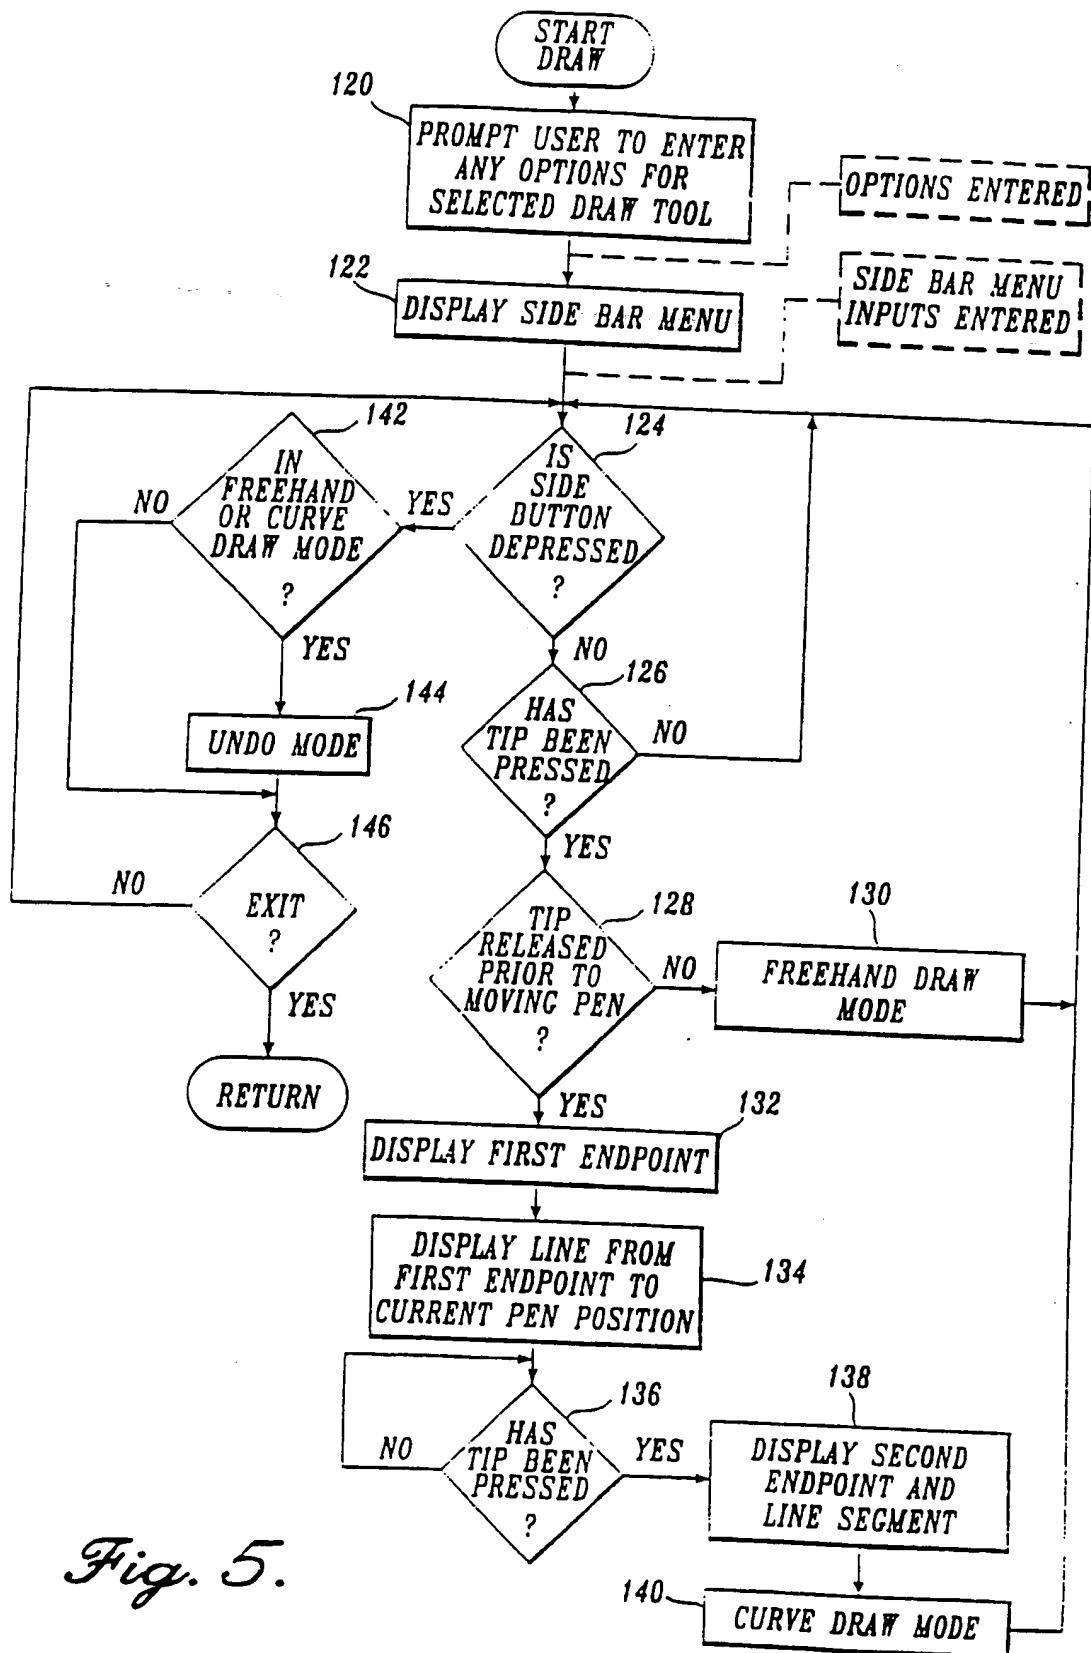 START
DRAW
120
PROMPT USER TO ENTER
ANY OPTIONS FOR
SELECTED DRAW TOOL
OPTIONS ENTERED
122
DISPLAY SIDE BAR MENU
SIDE BAR MENU
INPUTS ENTERED
142
IN
FREEHAND
OR CURVE
DRAW MODE
?
NO
YES
124
IS
SIDE
BUTTON
DEPRESSED
?
YES
NO
144
UNDO MODE
126
HAS
TIP BEEN
PRESSED
?
NO
YES
146
EXIT
?
NO
YES
RETURN
128
TIP
RELEASED
PRIOR TO
MOVING PEN
?
NO
130
FREEHAND DRAW
MODE
YES
132
DISPLAY FIRST ENDPOINT
DISPLAY LINE FROM
FIRST ENDPOINT TO
CURRENT PEN POSITION
134
136
HAS
TIP BEEN
PRESSED
?
NO
YES
138
DISPLAY SECOND
ENDPOINT AND
LINE SEGMENT
140
CURVE DRAW MODE
Fig. 5.